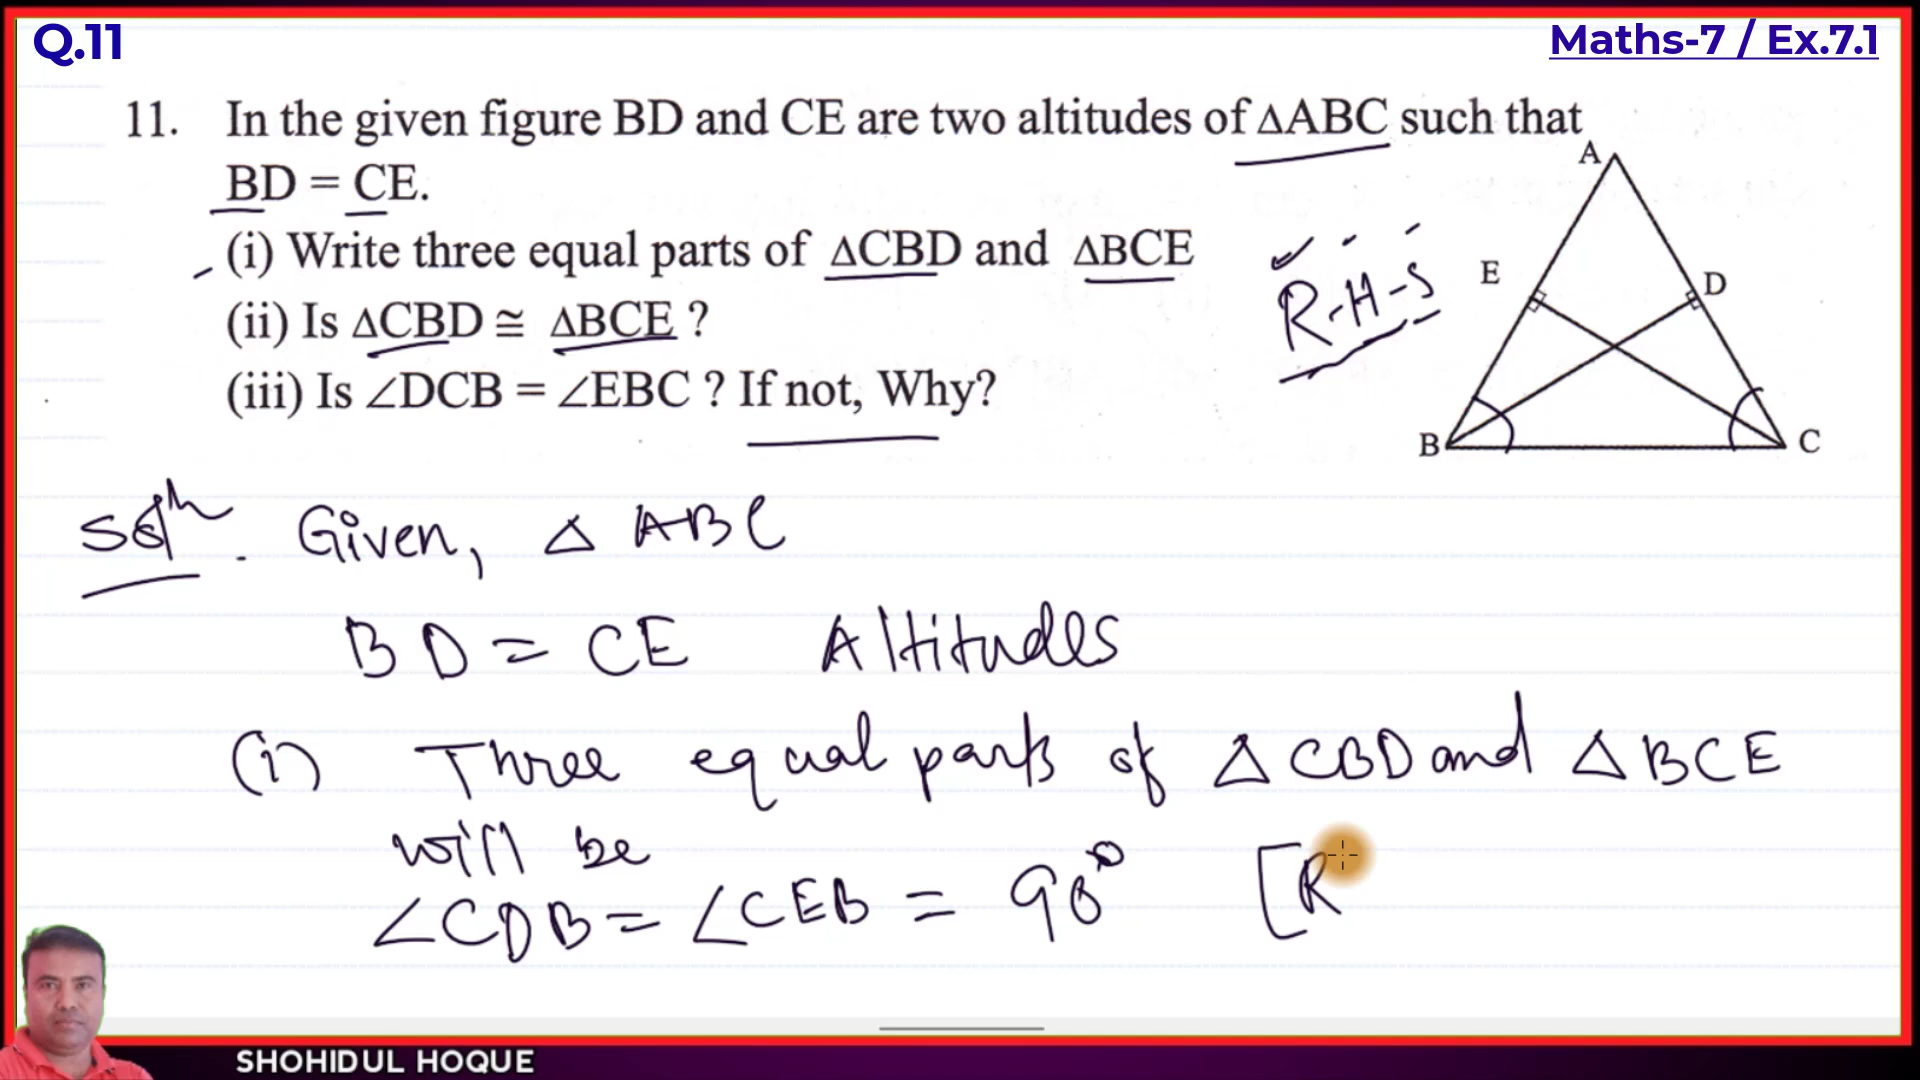 Q.11
Maths-7 / Ex.7.1
11. In the given figure BD and CE are two altitudes of ΔABC such that
BD = CE.
(i) Write three equal parts of ΔCBD and ΔBCE
(ii) Is ΔCBD ≅ ΔBCE ?
(iii) Is ∠DCB = ∠EBC ? If not, Why?
R-H-S
A
E
D
B
C
Soln. Given, Δ ABC
BD = CE Altitudes
(i) Three equal parts of Δ CBD and Δ BCE
will be
∠CDB = ∠CEB = 90° [R
SHOHIDUL HOQUE